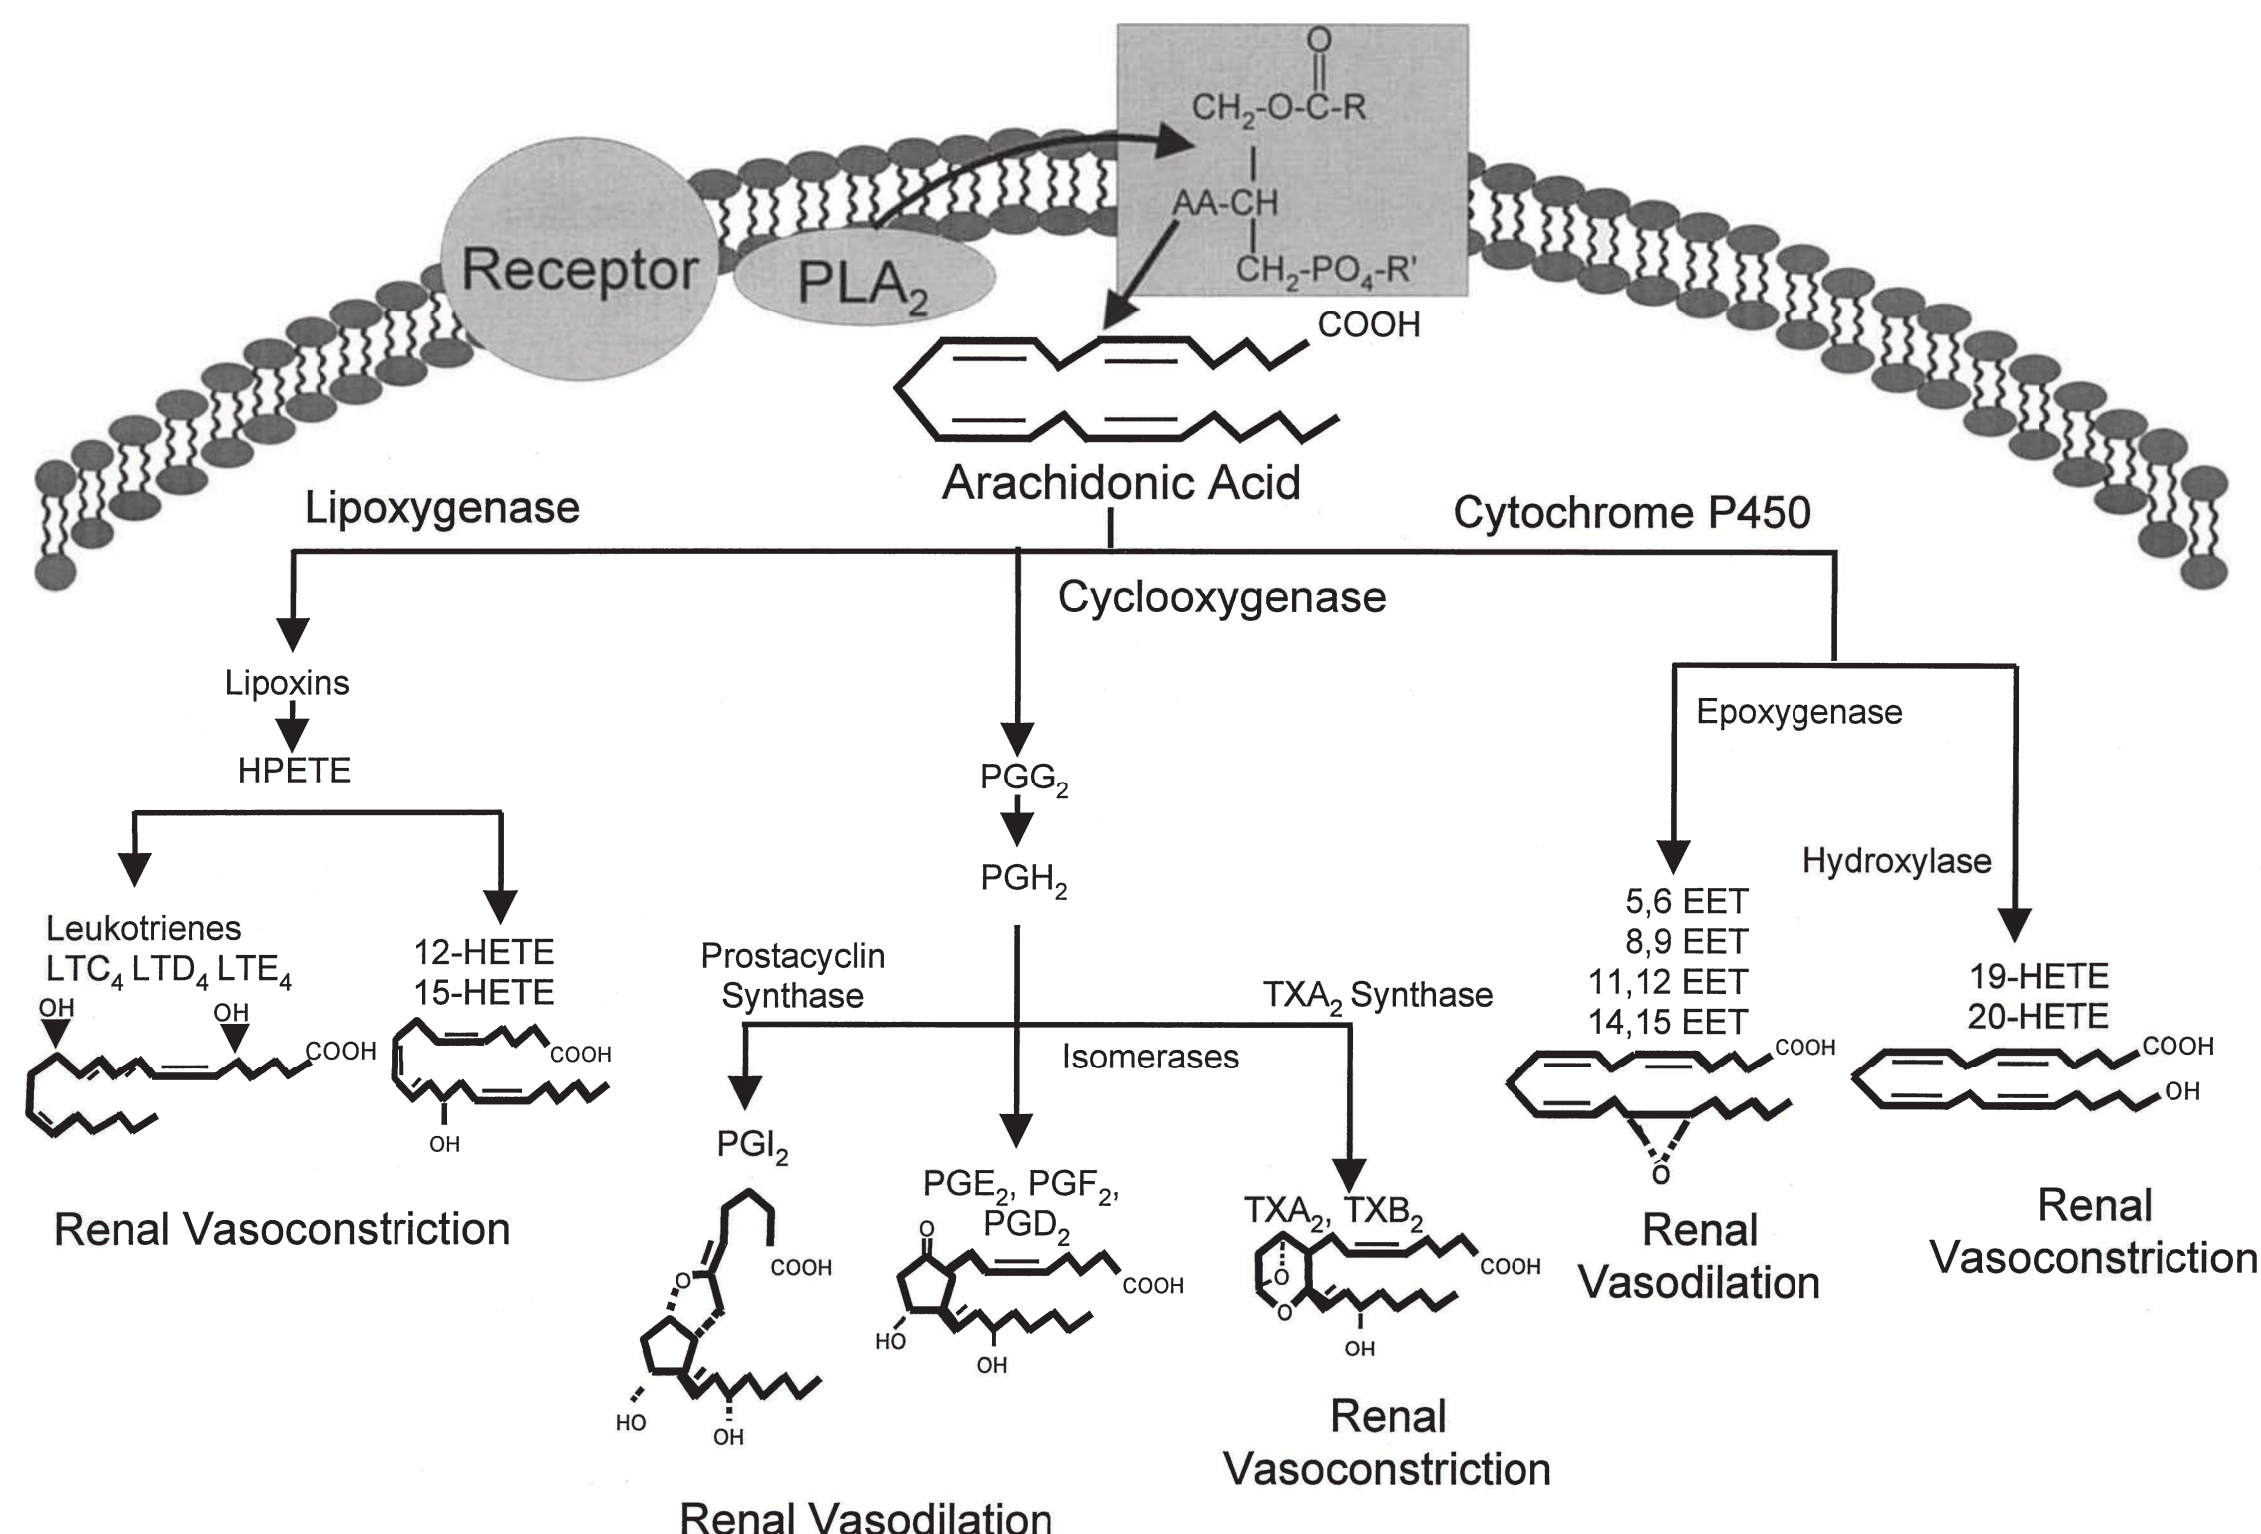 O
CH2-O-C-R
AA-CH
CH2-PO4-R'
Receptor
PLA2
COOH
Arachidonic Acid
Lipoxygenase
Cytochrome P450
Cyclooxygenase
Lipoxins
HPETE
Epoxygenase
PGG2
PGH2
Hydroxylase
Leukotrienes
LTC4 LTD4 LTE4
OH
OH
COOH
12-HETE
15-HETE
COOH
OH
Prostacyclin
Synthase
TXA2 Synthase
Isomerases
5,6 EET
8,9 EET
11,12 EET
14,15 EET
COOH
O
19-HETE
20-HETE
COOH
OH
PGI2
COOH
O
HO
OH
PGE2, PGF2,
PGD2
O
COOH
HO
OH
TXA2, TXB2
O
O
COOH
OH
Renal Vasoconstriction
Renal Vasodilation
Renal
Vasoconstriction
Renal
Vasodilation
Renal
Vasoconstriction